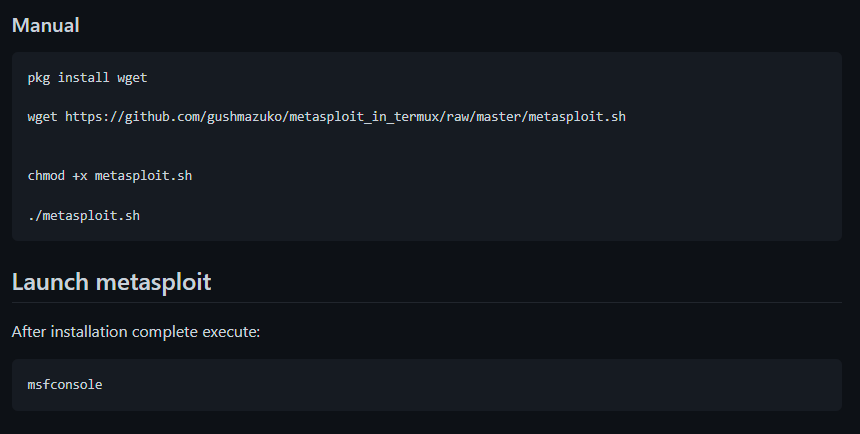 Manual
pkg install wget
wget https://github.com/gushmazuko/metasploit_in_termux/raw/master/metasploit.sh
chmod +x metasploit.sh
./metasploit.sh
Launch metasploit
After installation complete execute:
msfconsole